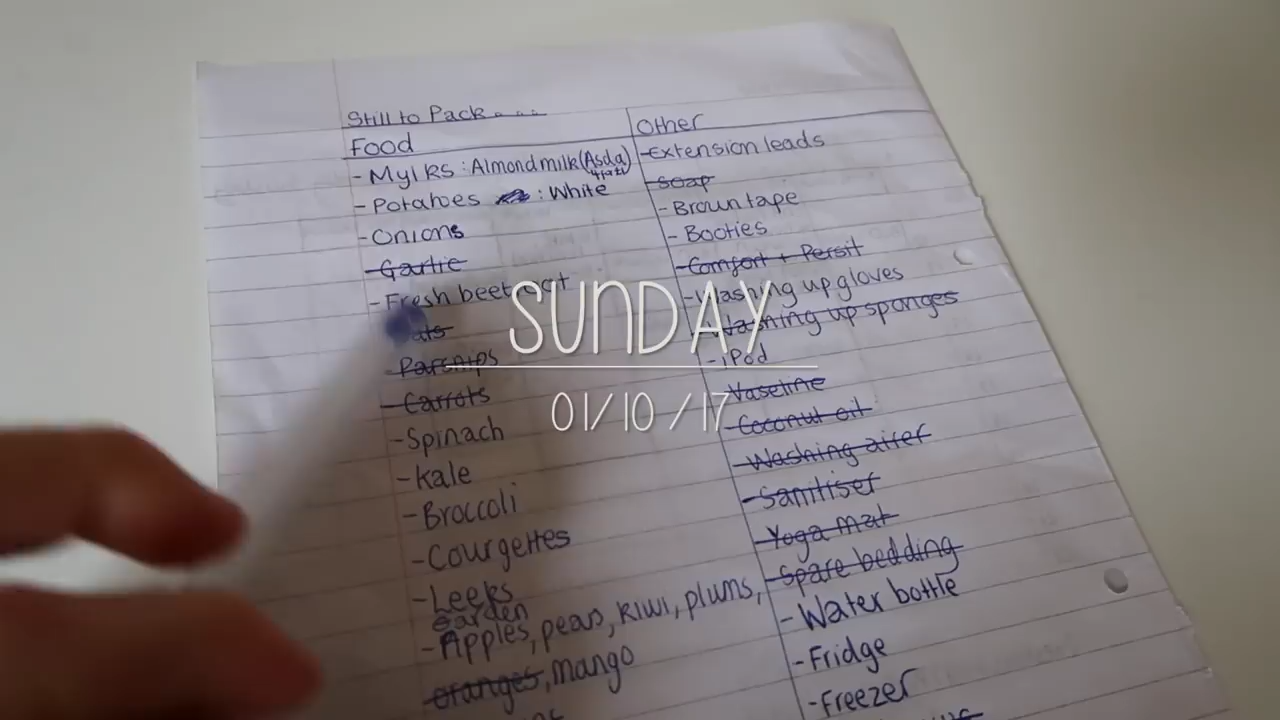 Still to Pack....
Food
- Mylks : Almond milk (Asda)
- Potatoes : White
- Onions
- Garlic
- Fresh beetroot
- Parsnips
- Carrots
- Spinach
- Kale
- Broccoli
- Courgettes
- Leeks
Garden
- Apples, pears, kiwi, plums,
oranges, mango
Other
- Extension leads
- Soap
- Brown tape
- Booties
- Comfort + Persil
- Washing up gloves
- Washing up sponges
- iPod
- Vaseline
- Coconut oil
- Washing airer
- Sanitiser
- Yoga mat
- Spare bedding
- Water bottle
- Fridge
- Freezer
SUNDAY
01/10/17